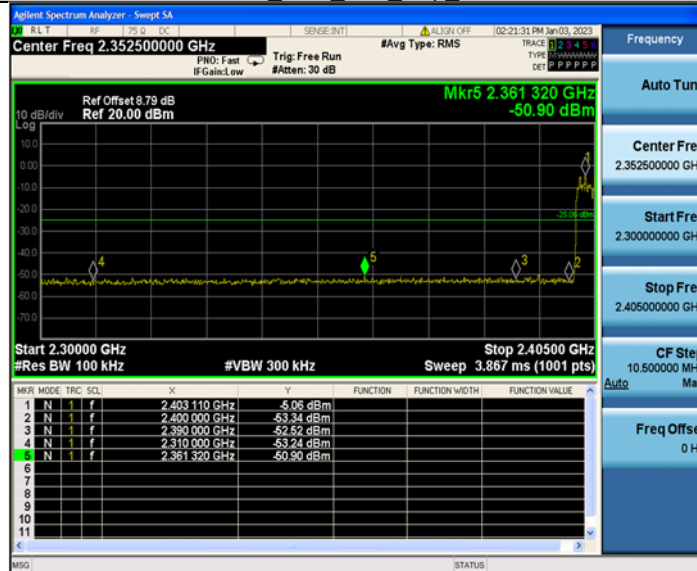 Agilent Spectrum Analyzer - Swept SA
R L T RF 75 Ω DC SENSE:INT ALIGN OFF 02:21:31 PM Jan 03, 2023
Center Freq 2.352500000 GHz
PNO: Fast
IFGain:Low
Trig: Free Run
#Atten: 30 dB
#Avg Type: RMS
TRACE 1 2 3 4 5 6
TYPE
DET P P P P P P
Ref Offset 8.79 dB
10 dB/div Ref 20.00 dBm
Log
Mkr5 2.361 320 GHz
-50.90 dBm
10.0
0.00
-10.0
-20.0
-30.0
-40.0
-50.0
-60.0
-70.0
1
4
5
3
2
Start 2.30000 GHz Stop 2.40500 GHz
#Res BW 100 kHz #VBW 300 kHz Sweep 3.867 ms (1001 pts)
MKR MODE TRC SCL X Y FUNCTION FUNCTION WIDTH FUNCTION VALUE
1 N 1 f 2.403 110 GHz -5.06 dBm
2 N 1 f 2.400 000 GHz -53.34 dBm
3 N 1 f 2.390 000 GHz -52.52 dBm
4 N 1 f 2.310 000 GHz -53.24 dBm
5 N 1 f 2.361 320 GHz -50.90 dBm
6
7
8
9
10
11
MSG STATUS
Frequency
Auto Tun
Center Fre
2.352500000 GH
Start Fre
2.300000000 GH
Stop Fre
2.405000000 GH
CF Ste
10.500000 MH
Auto Ma
Freq Offse
0 H